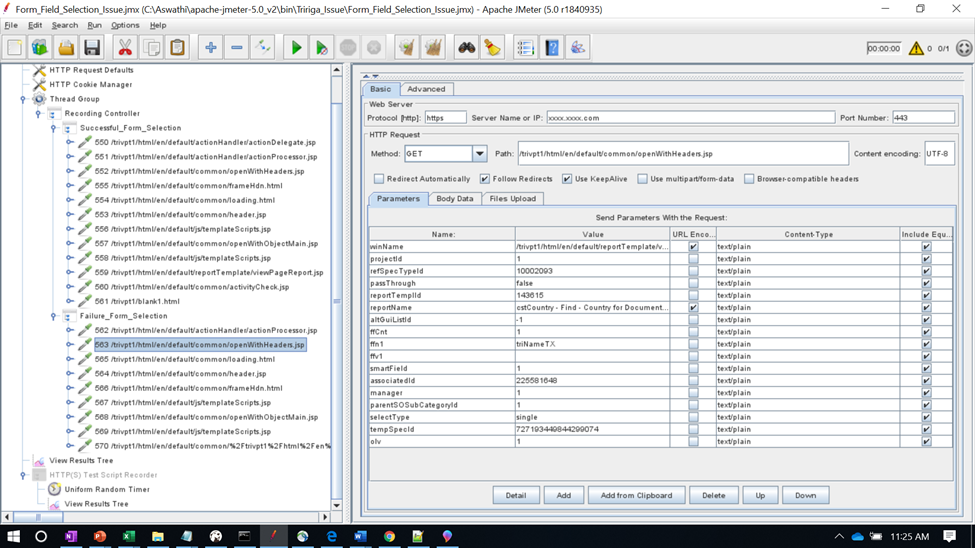 Form_Field_Selection_Issue.jmx (C:\Aswathi\apache-jmeter-5.0_v2\bin\Tririga_Issue\Form_Field_Selection_Issue.jmx) - Apache JMeter (5.0 r1840935)
File Edit Search Run Options Help
00:00:00 0 0/1
HTTP Request Defaults
HTTP Cookie Manager
Thread Group
Recording Controller
Successful_Form_Selection
550 /trivpt1/html/en/default/actionHandler/actionDelegate.jsp
551 /trivpt1/html/en/default/actionHandler/actionProcessor.jsp
552 /trivpt1/html/en/default/common/openWithHeaders.jsp
555 /trivpt1/html/en/default/common/frameHdn.html
554 /trivpt1/html/en/default/common/loading.html
553 /trivpt1/html/en/default/common/header.jsp
556 /trivpt1/html/en/default/js/templateScripts.jsp
557 /trivpt1/html/en/default/common/openWithObjectMain.jsp
558 /trivpt1/html/en/default/js/templateScripts.jsp
559 /trivpt1/html/en/default/reportTemplate/viewPageReport.jsp
560 /trivpt1/html/en/default/common/activityCheck.jsp
561 /trivpt1/blank1.html
Failure_Form_Selection
562 /trivpt1/html/en/default/actionHandler/actionProcessor.jsp
563 /trivpt1/html/en/default/common/openWithHeaders.jsp
565 /trivpt1/html/en/default/common/loading.html
564 /trivpt1/html/en/default/common/header.jsp
566 /trivpt1/html/en/default/common/frameHdn.html
567 /trivpt1/html/en/default/js/templateScripts.jsp
568 /trivpt1/html/en/default/common/openWithObjectMain.jsp
569 /trivpt1/html/en/default/js/templateScripts.jsp
570 /trivpt1/html/en/default/common/%2Ftrivpt1%2Fhtml%2Fen%
View Results Tree
HTTP(S) Test Script Recorder
Uniform Random Timer
View Results Tree
Basic Advanced
Web Server
Protocol [http]: https Server Name or IP: xxxx.xxxx.com Port Number: 443
HTTP Request
Method: GET Path: /trivpt1/html/en/default/common/openWithHeaders.jsp Content encoding: UTF-8
Redirect Automatically Follow Redirects Use KeepAlive Use multipart/form-data Browser-compatible headers
Parameters Body Data Files Upload
Send Parameters With the Request:
Name: Value URL Enco... Content-Type Include Equ...
winName /trivpt1/html/en/default/reportTemplate/v... text/plain
projectId 1 text/plain
refSpecTypeId 10002093 text/plain
passThrough false text/plain
reportTemplId 143615 text/plain
reportName cstCountry - Find - Country for Document... text/plain
altGuiListId -1 text/plain
ffCnt 1 text/plain
ffn1 triNameTX text/plain
ffv1 text/plain
smartField 1 text/plain
associatedId 225581648 text/plain
manager 1 text/plain
parentSOSubCategoryId 1 text/plain
selectType single text/plain
tempSpecId 727193449844299074 text/plain
olv 1 text/plain
Detail Add Add from Clipboard Delete Up Down
11:25 AM